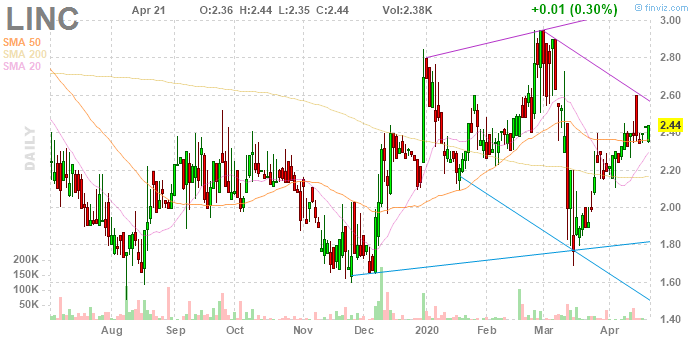 LINC Apr 21 O:2.36 H:2.44 L:2.35 C:2.44 Vol:2.38K +0.01 (0.30%) © finviz.com
SMA 50
SMA 200
SMA 20
DAILY
3.00
2.80
2.60
2.44
2.40
2.20
2.00
1.80
1.60
1.40
200K
150K
100K
50K
Aug Sep Oct Nov Dec 2020 Feb Mar Apr